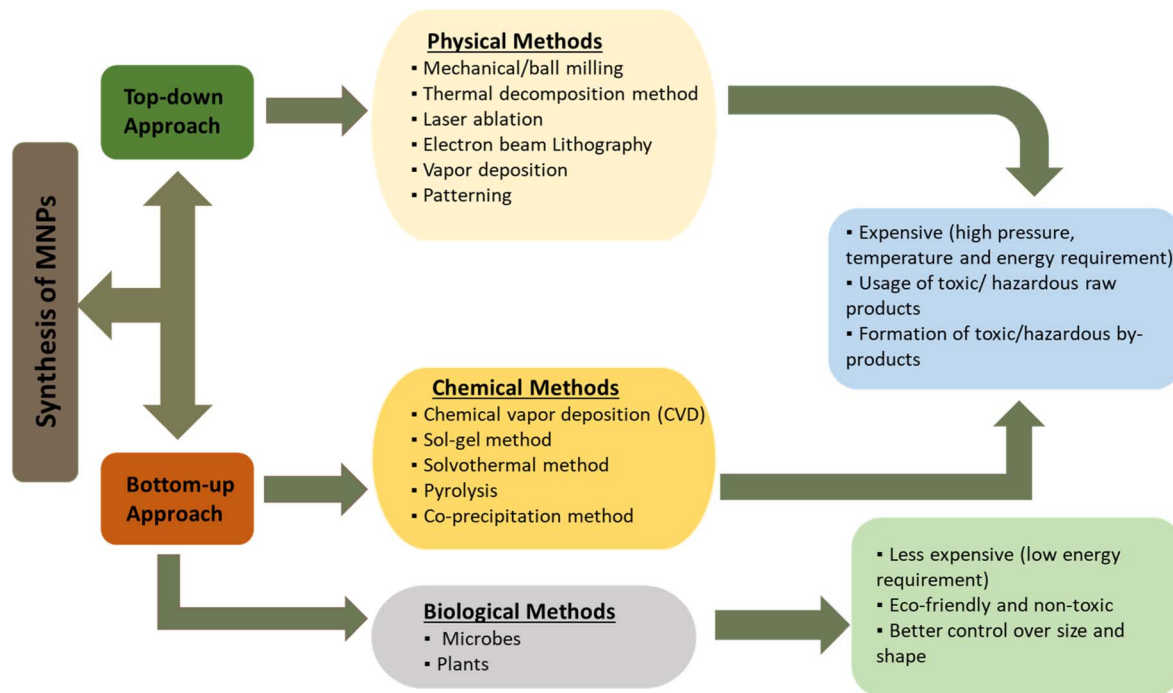 Synthesis of MNPs
Top-down
Approach
Physical Methods
▪ Mechanical/ball milling
▪ Thermal decomposition method
▪ Laser ablation
▪ Electron beam Lithography
▪ Vapor deposition
▪ Patterning
▪ Expensive (high pressure,
temperature and energy requirement)
▪ Usage of toxic/ hazardous raw
products
▪ Formation of toxic/hazardous by-
products
Bottom-up
Approach
Chemical Methods
▪ Chemical vapor deposition (CVD)
▪ Sol-gel method
▪ Solvothermal method
▪ Pyrolysis
▪ Co-precipitation method
Biological Methods
▪ Microbes
▪ Plants
▪ Less expensive (low energy
requirement)
▪ Eco-friendly and non-toxic
▪ Better control over size and
shape